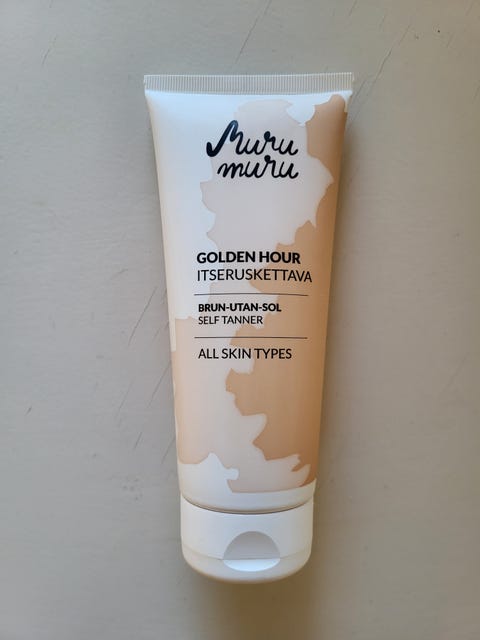 Muru
muru
GOLDEN HOUR
ITSERUSKETTAVA
BRUN-UTAN-SOL
SELF TANNER
ALL SKIN TYPES